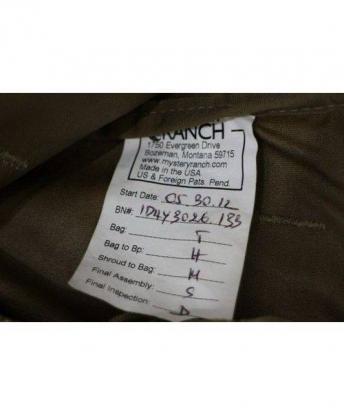 RANCH
1750 Evergreen Drive
Bozeman, Montana 59715
www.mysteryranch.com
Made in the USA
US & Foreign Pats. Pend.
Start Date: 05.30.12
BN#: 1D4Y3026.133
Bag: T
Bag to Bp: H
Shroud to Bag: M
Final Assembly: S
Final Inspection: D